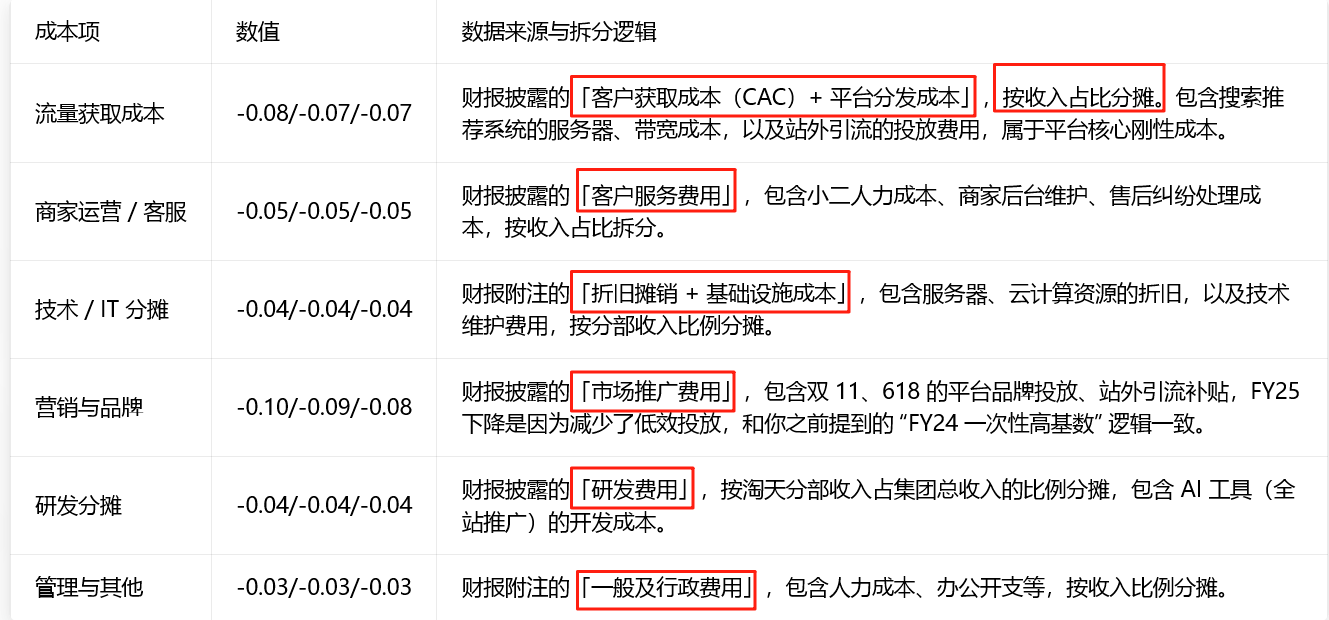 成本项 数值 数据来源与拆分逻辑
流量获取成本 -0.08/-0.07/-0.07 财报披露的「客户获取成本（CAC）+ 平台分发成本」，按收入占比分摊。包含搜索推
荐系统的服务器、带宽成本，以及站外引流的投放费用，属于平台核心刚性成本。
商家运营 / 客服 -0.05/-0.05/-0.05 财报披露的「客户服务费用」，包含小二人力成本、商家后台维护、售后纠纷处理成
本，按收入占比拆分。
技术 / IT 分摊 -0.04/-0.04/-0.04 财报附注的「折旧摊销 + 基础设施成本」，包含服务器、云计算资源的折旧，以及技术
维护费用，按分部收入比例分摊。
营销与品牌 -0.10/-0.09/-0.08 财报披露的「市场推广费用」，包含双 11、618 的平台品牌投放、站外引流补贴，FY25
下降是因为减少了低效投放，和你之前提到的 “FY24 一次性高基数” 逻辑一致。
研发分摊 -0.04/-0.04/-0.04 财报披露的「研发费用」，按淘天分部收入占集团总收入的比例分摊，包含 AI 工具（全
站推广）的开发成本。
管理与其他 -0.03/-0.03/-0.03 财报附注的「一般及行政费用」，包含人力成本、办公开支等，按收入比例分摊。